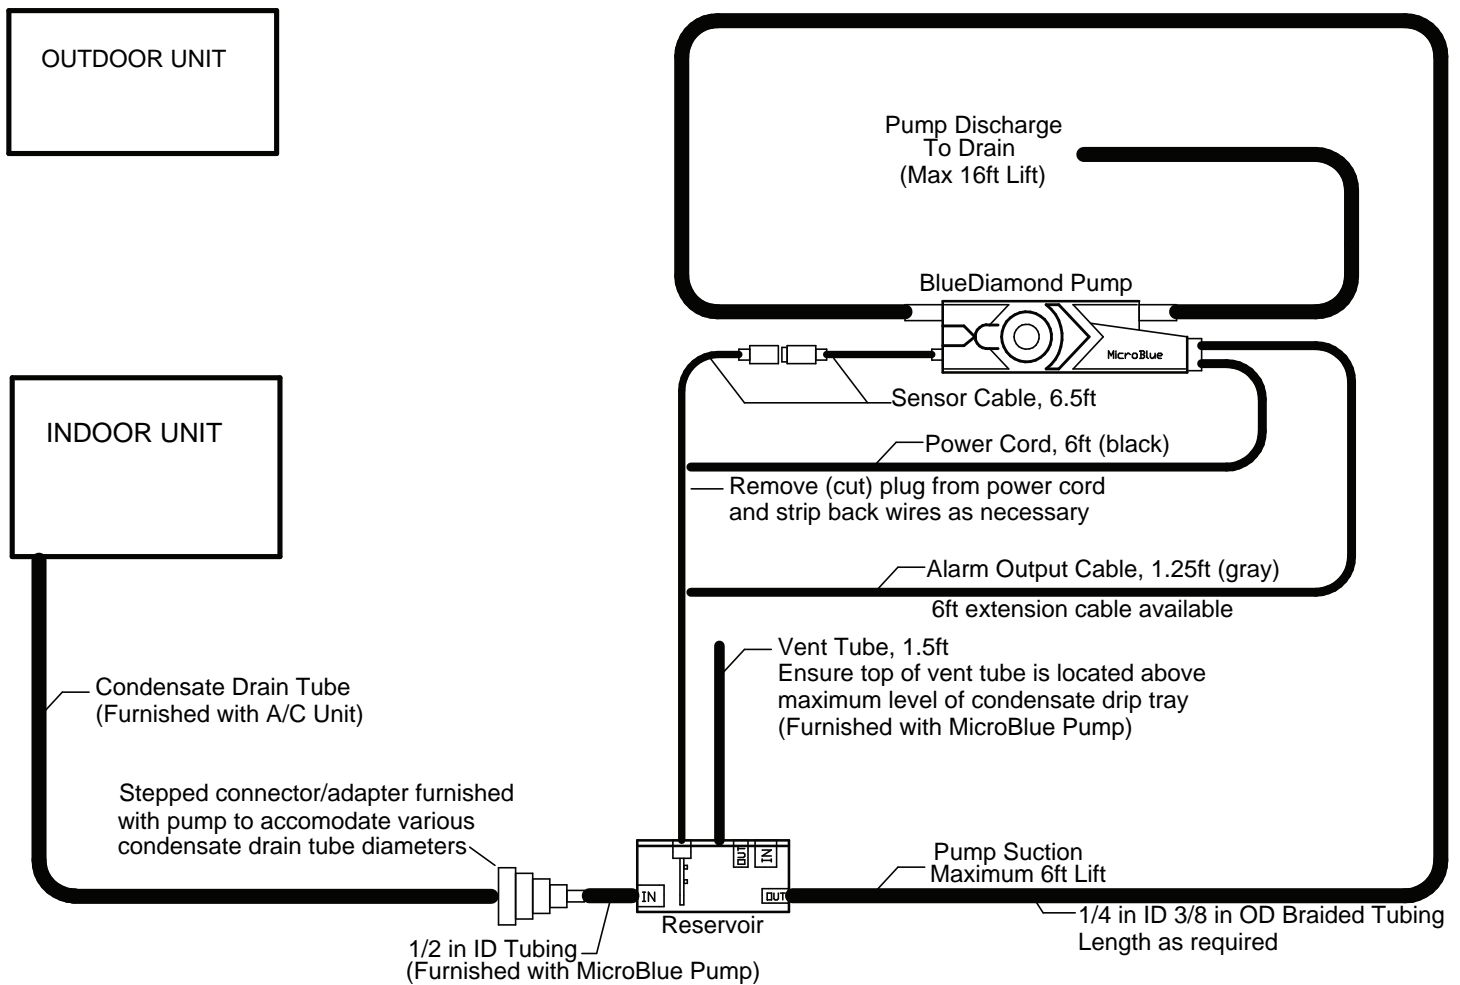 OUTDOOR UNIT
Pump Discharge
To Drain
(Max 16ft Lift)
BlueDiamond Pump
MicroBlue
Sensor Cable, 6.5ft
INDOOR UNIT
Power Cord, 6ft (black)
Remove (cut) plug from power cord
and strip back wires as necessary
Alarm Output Cable, 1.25ft (gray)
6ft extension cable available
Vent Tube, 1.5ft
Ensure top of vent tube is located above
maximum level of condensate drip tray
(Furnished with MicroBlue Pump)
Condensate Drain Tube
(Furnished with A/C Unit)
Stepped connector/adapter furnished
with pump to accomodate various
condensate drain tube diameters
OUT
IN
IN
OUT
Reservoir
Pump Suction
Maximum 6ft Lift
1/4 in ID 3/8 in OD Braided Tubing
Length as required
1/2 in ID Tubing
(Furnished with MicroBlue Pump)